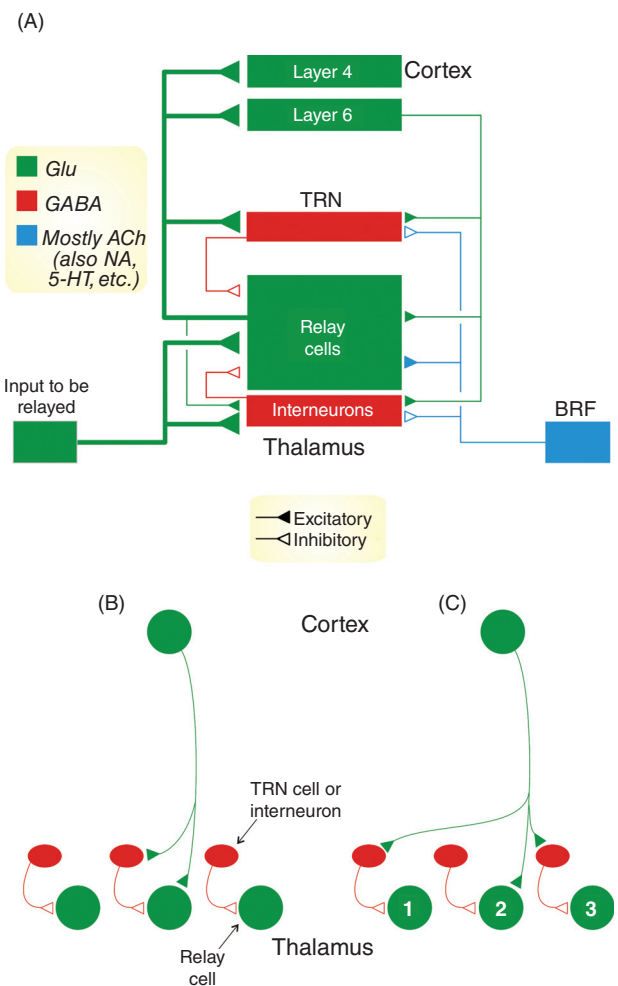 (A)
Layer 4
Cortex
Layer 6
Glu
GABA
Mostly ACh
(also NA,
5-HT, etc.)
TRN
Relay
cells
Input to be
relayed
Interneurons
BRF
Thalamus
Excitatory
Inhibitory
(B)
Cortex
(C)
TRN cell or
interneuron
1
2
3
Relay
cell
Thalamus